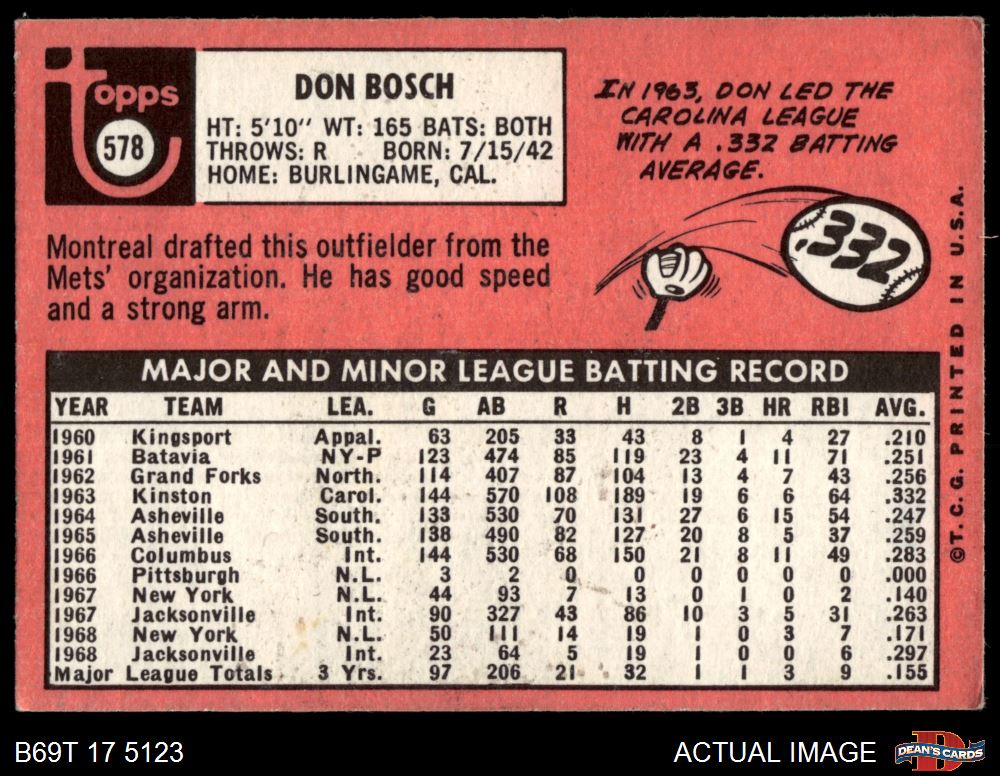 topps
578
DON BOSCH
HT: 5'10" WT: 165 BATS: BOTH
THROWS: R BORN: 7/15/42
HOME: BURLINGAME, CAL.
Montreal drafted this outfielder from the
Mets' organization. He has good speed
and a strong arm.
IN 1963, DON LED THE
CAROLINA LEAGUE
WITH A .332 BATTING
AVERAGE.
.332
MAJOR AND MINOR LEAGUE BATTING RECORD
YEAR TEAM LEA. G AB R H 2B 3B HR RBI AVG.
1960 Kingsport Appal. 63 205 33 43 8 1 4 27 .210
1961 Batavia NY-P 123 474 85 119 23 4 11 71 .251
1962 Grand Forks North. 114 407 87 104 13 4 7 43 .256
1963 Kinston Carol. 144 570 108 189 19 6 6 64 .332
1964 Asheville South. 133 530 70 131 27 6 15 54 .247
1965 Asheville South. 138 490 82 127 20 8 5 37 .259
1966 Columbus Int. 144 530 68 150 21 8 11 49 .283
1966 Pittsburgh N.L. 3 2 0 0 0 0 0 0 .000
1967 New York N.L. 44 93 7 13 0 1 0 2 .140
1967 Jacksonville Int. 90 327 43 86 10 3 5 31 .263
1968 New York N.L. 50 111 14 19 1 0 3 7 .171
1968 Jacksonville Int. 23 64 5 19 1 0 0 6 .297
Major League Totals 3 Yrs. 97 206 21 32 1 1 3 9 .155
©T.C.G. PRINTED IN U.S.A.
B69T 17 5123
ACTUAL IMAGE
DEAN'S CARDS